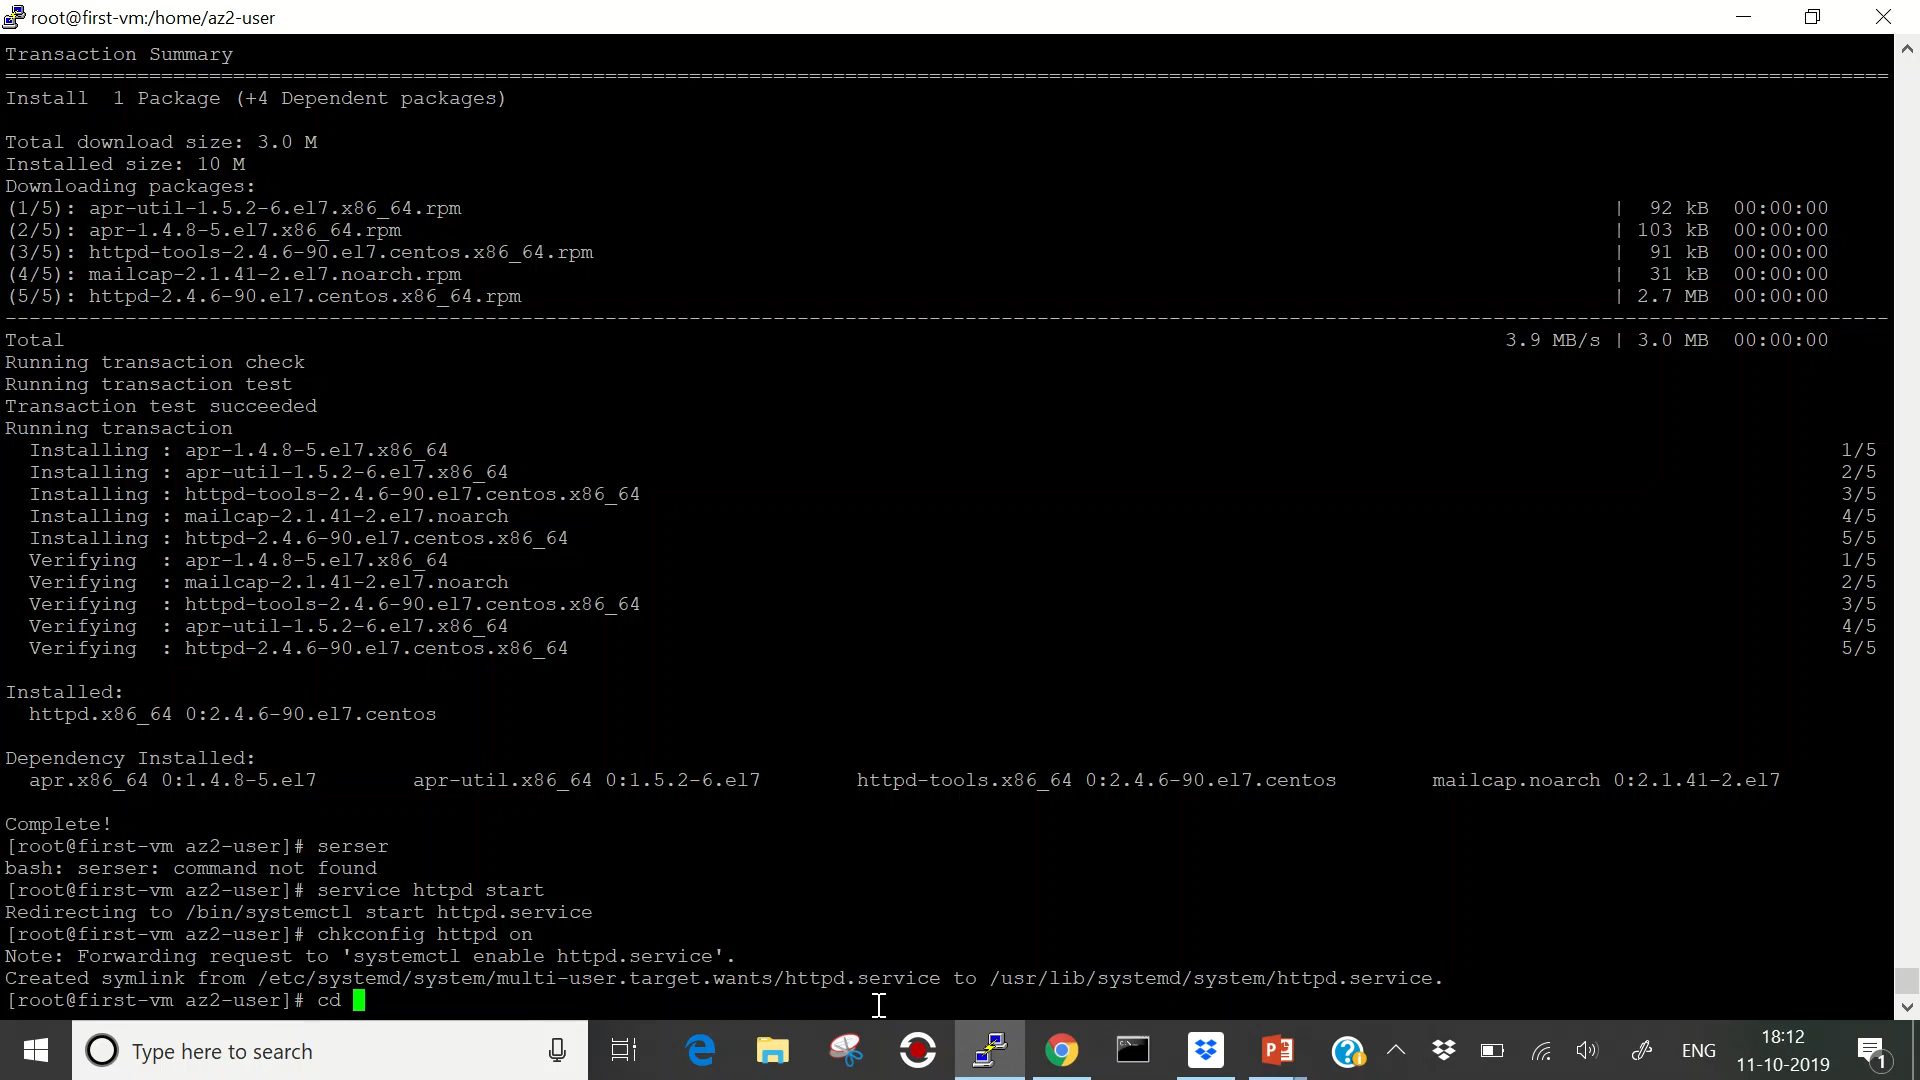 root@first-vm:/home/az2-user
Transaction Summary
================================================================================
Install  1 Package (+4 Dependent packages)
Total download size: 3.0 M
Installed size: 10 M
Downloading packages:
(1/5): apr-util-1.5.2-6.el7.x86_64.rpm | 92 kB 00:00:00
(2/5): apr-1.4.8-5.el7.x86_64.rpm | 103 kB 00:00:00
(3/5): httpd-tools-2.4.6-90.el7.centos.x86_64.rpm | 91 kB 00:00:00
(4/5): mailcap-2.1.41-2.el7.noarch.rpm | 31 kB 00:00:00
(5/5): httpd-2.4.6-90.el7.centos.x86_64.rpm | 2.7 MB 00:00:00
--------------------------------------------------------------------------------
Total 3.9 MB/s | 3.0 MB 00:00:00
Running transaction check
Running transaction test
Transaction test succeeded
Running transaction
Installing : apr-1.4.8-5.el7.x86_64 1/5
Installing : apr-util-1.5.2-6.el7.x86_64 2/5
Installing : httpd-tools-2.4.6-90.el7.centos.x86_64 3/5
Installing : mailcap-2.1.41-2.el7.noarch 4/5
Installing : httpd-2.4.6-90.el7.centos.x86_64 5/5
Verifying  : apr-1.4.8-5.el7.x86_64 1/5
Verifying  : mailcap-2.1.41-2.el7.noarch 2/5
Verifying  : httpd-tools-2.4.6-90.el7.centos.x86_64 3/5
Verifying  : apr-util-1.5.2-6.el7.x86_64 4/5
Verifying  : httpd-2.4.6-90.el7.centos.x86_64 5/5
Installed:
httpd.x86_64 0:2.4.6-90.el7.centos
Dependency Installed:
apr.x86_64 0:1.4.8-5.el7 apr-util.x86_64 0:1.5.2-6.el7 httpd-tools.x86_64 0:2.4.6-90.el7.centos mailcap.noarch 0:2.1.41-2.el7
Complete!
[root@first-vm az2-user]# serser
bash: serser: command not found
[root@first-vm az2-user]# service httpd start
Redirecting to /bin/systemctl start httpd.service
[root@first-vm az2-user]# chkconfig httpd on
Note: Forwarding request to 'systemctl enable httpd.service'.
Created symlink from /etc/systemd/system/multi-user.target.wants/httpd.service to /usr/lib/systemd/system/httpd.service.
[root@first-vm az2-user]# cd
Type here to search
ENG
18:12
11-10-2019
1